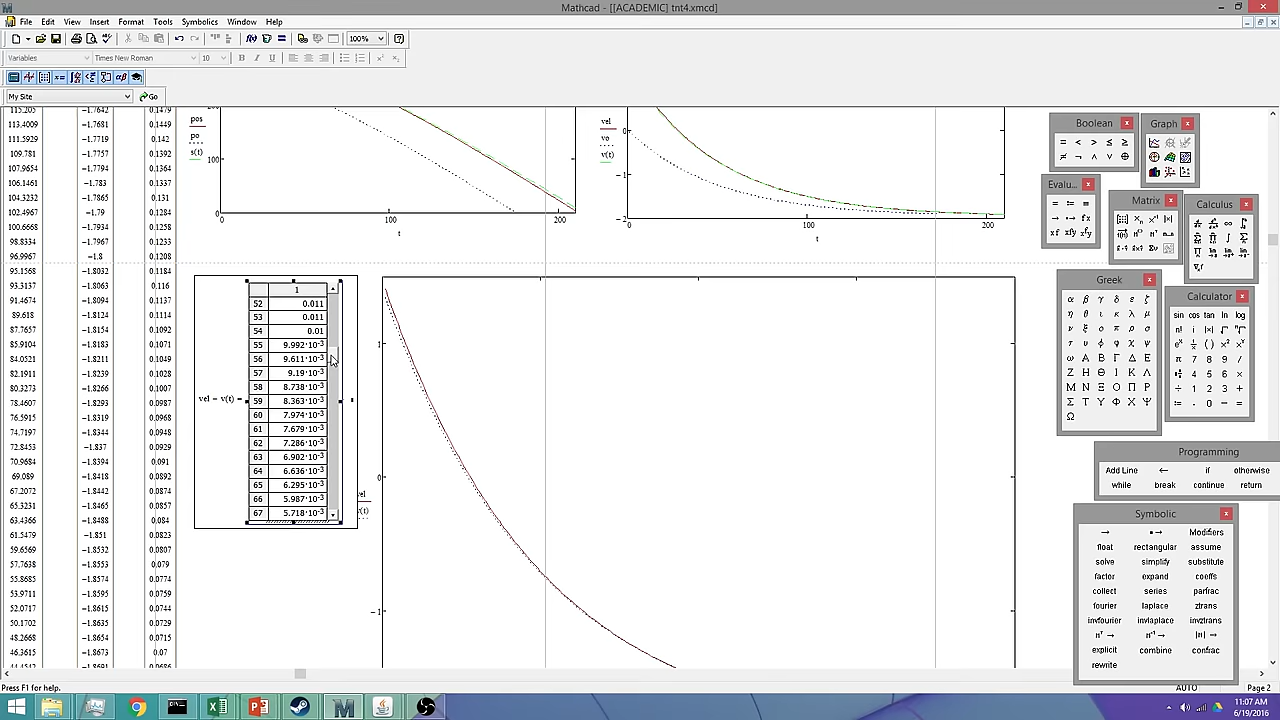 Mathcad - [[ACADEMIC] tnt4.xmcd]
File Edit View Insert Format Tools Symbolics Window Help
100%
Variables Times New Roman 10 B I U
My Site Go
115.205 -1.7642 0.1479
113.4009 -1.7681 0.1449
111.5929 -1.7719 0.142
109.781 -1.7757 0.1392
107.9654 -1.7794 0.1364
106.1461 -1.783 0.1337
104.3232 -1.7865 0.131
102.4967 -1.79 0.1284
100.6668 -1.7934 0.1258
98.8334 -1.7967 0.1233
96.9967 -1.8 0.1208
95.1568 -1.8032 0.1184
93.3137 -1.8063 0.116
91.4674 -1.8094 0.1137
89.618 -1.8124 0.1114
87.7657 -1.8154 0.1092
85.9104 -1.8183 0.1071
84.0521 -1.8211 0.1049
82.1911 -1.8239 0.1028
80.3273 -1.8266 0.1007
78.4607 -1.8293 0.0987
76.5915 -1.8319 0.0968
74.7197 -1.8344 0.0948
72.8453 -1.837 0.0929
70.9684 -1.8394 0.091
69.089 -1.8418 0.0892
67.2072 -1.8442 0.0874
65.3231 -1.8465 0.0857
63.4366 -1.8488 0.084
61.5479 -1.851 0.0823
59.6569 -1.8532 0.0807
57.7638 -1.8553 0.079
55.8685 -1.8574 0.0774
53.9711 -1.8595 0.0759
52.0717 -1.8615 0.0744
50.1702 -1.8635 0.0729
48.2668 -1.8654 0.0715
46.3615 -1.8673 0.07
pos
po
s(t)
100
0 100 200
t
vel
vo
v(t)
0
-1
-2
0 100 200
t
vel = v(t) =
1
52 0.011
53 0.011
54 0.01
55 9.992·10-3
56 9.611·10-3
57 9.19·10-3
58 8.738·10-3
59 8.363·10-3
60 7.974·10-3
61 7.679·10-3
62 7.286·10-3
63 6.902·10-3
64 6.636·10-3
65 6.295·10-3
66 5.987·10-3
67 5.718·10-3
1
0
-1
Boolean
= < > ≤ ≥
≠ ¬ ∧ ∨ ⊕
Graph
Evalu...
Matrix
Calculus
Greek
α β γ δ ε ζ
η θ ι κ λ μ
ν ξ ο π ρ σ
τ υ φ χ ψ
ω Α Β Γ Δ Ε
Ζ Η Θ Ι Κ Λ
Μ Ν Ξ Ο Π Ρ
Σ Τ Υ Φ Χ Ψ
Ω
Calculator
sin cos tan ln log
π 7 8 9 /
4 5 6 ×
÷ 1 2 3 +
:= . 0 - =
Programming
Add Line ← if otherwise
while break continue return
Symbolic
→ ▪→ Modifiers
float rectangular assume
solve simplify substitute
factor expand coeffs
collect series parfrac
fourier laplace ztrans
invfourier invlaplace invztrans
explicit combine confrac
rewrite
Press F1 for help. AUTO Page 2
11:07 AM
6/19/2016